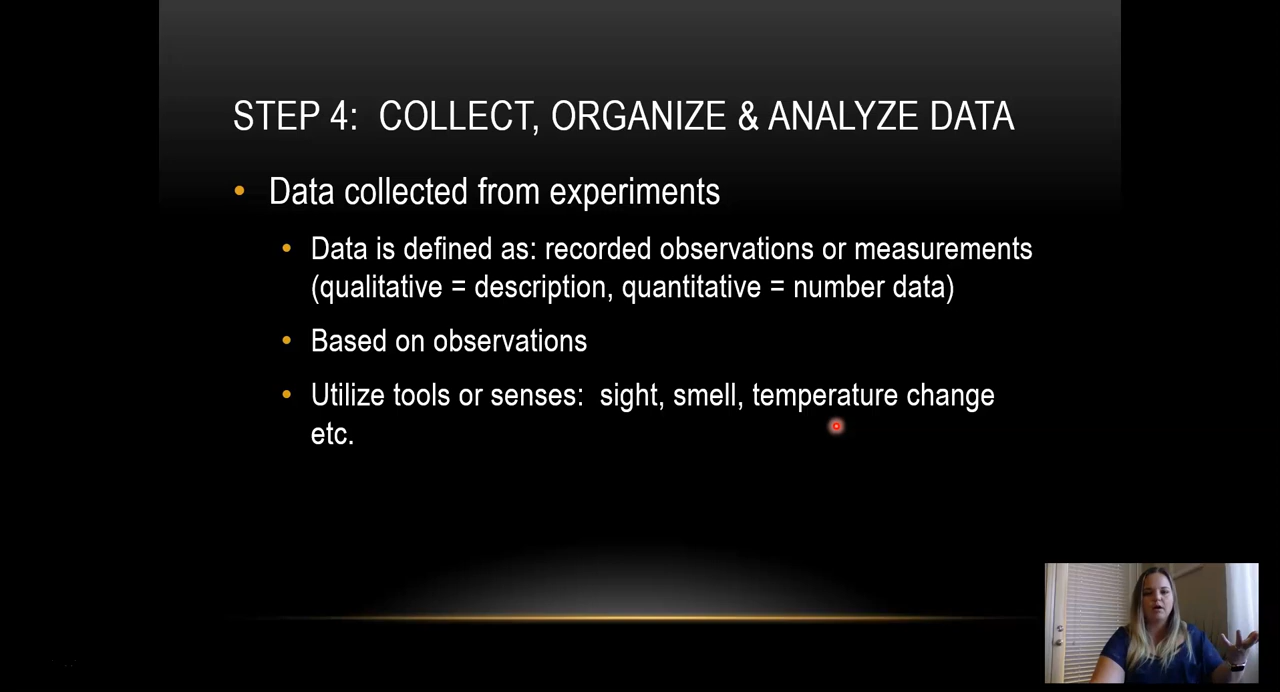 STEP 4:  COLLECT, ORGANIZE & ANALYZE DATA
• Data collected from experiments
• Data is defined as: recorded observations or measurements
(qualitative = description, quantitative = number data)
• Based on observations
• Utilize tools or senses:  sight, smell, temperature change
etc.